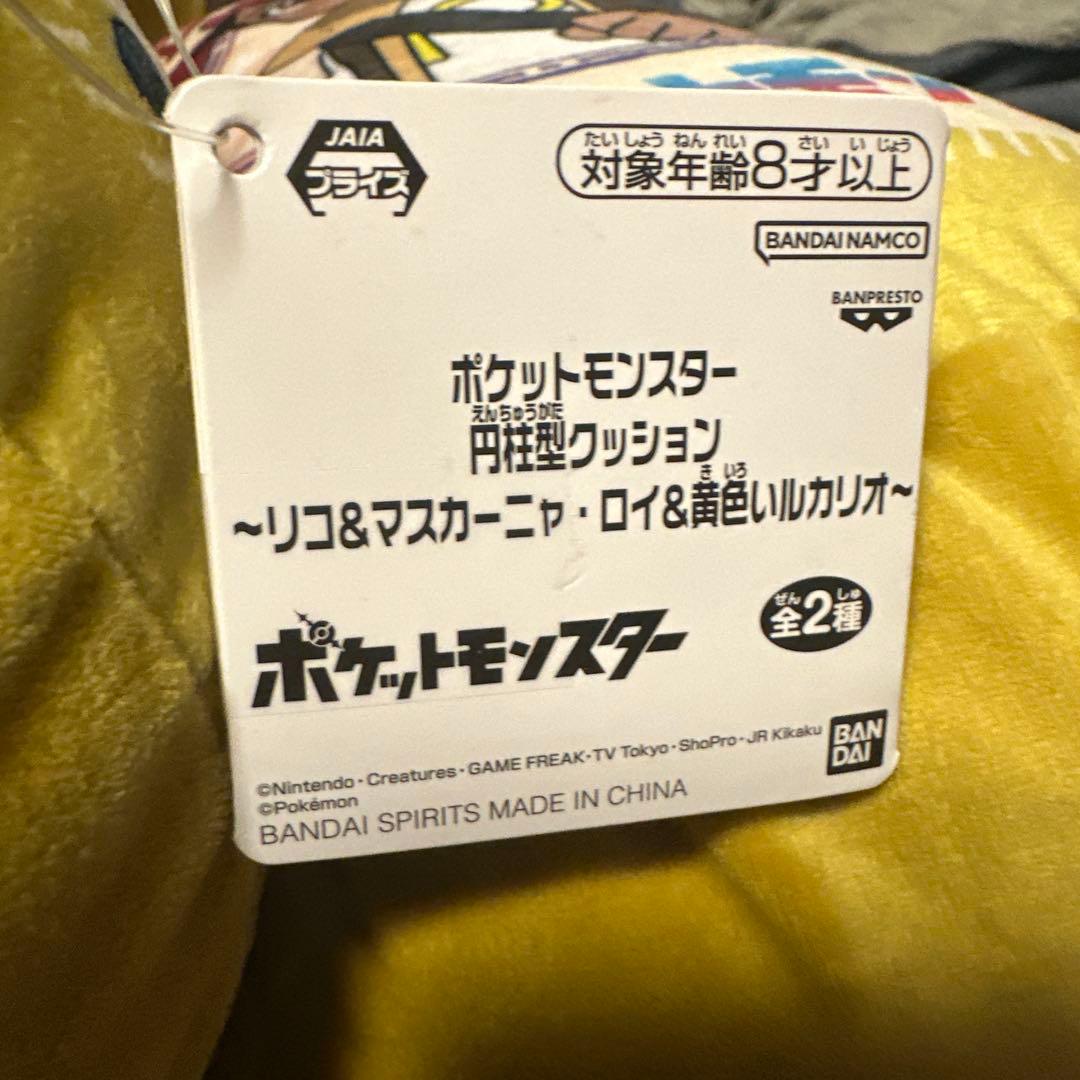 JAIA
プライズ
たいしょうねんれい さいいじょう
対象年齢8才以上
BANDAI NAMCO
BANPRESTO
ポケットモンスター
えんちゅうがた
円柱型クッション
きいろ
~リコ&マスカーニャ・ロイ&黄色いルカリオ~
ぜん しゅ
全2種
ポケットモンスター
©Nintendo・Creatures・GAME FREAK・TV Tokyo・ShoPro・JR Kikaku
©Pokémon
BANDAI SPIRITS MADE IN CHINA
BAN
DAI